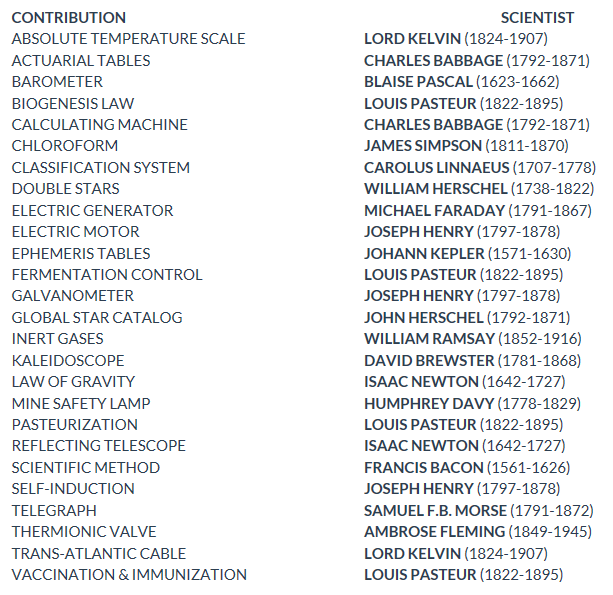 CONTRIBUTION SCIENTIST
ABSOLUTE TEMPERATURE SCALE LORD KELVIN (1824-1907)
ACTUARIAL TABLES CHARLES BABBAGE (1792-1871)
BAROMETER BLAISE PASCAL (1623-1662)
BIOGENESIS LAW LOUIS PASTEUR (1822-1895)
CALCULATING MACHINE CHARLES BABBAGE (1792-1871)
CHLOROFORM JAMES SIMPSON (1811-1870)
CLASSIFICATION SYSTEM CAROLUS LINNAEUS (1707-1778)
DOUBLE STARS WILLIAM HERSCHEL (1738-1822)
ELECTRIC GENERATOR MICHAEL FARADAY (1791-1867)
ELECTRIC MOTOR JOSEPH HENRY (1797-1878)
EPHEMERIS TABLES JOHANN KEPLER (1571-1630)
FERMENTATION CONTROL LOUIS PASTEUR (1822-1895)
GALVANOMETER JOSEPH HENRY (1797-1878)
GLOBAL STAR CATALOG JOHN HERSCHEL (1792-1871)
INERT GASES WILLIAM RAMSAY (1852-1916)
KALEIDOSCOPE DAVID BREWSTER (1781-1868)
LAW OF GRAVITY ISAAC NEWTON (1642-1727)
MINE SAFETY LAMP HUMPHREY DAVY (1778-1829)
PASTEURIZATION LOUIS PASTEUR (1822-1895)
REFLECTING TELESCOPE ISAAC NEWTON (1642-1727)
SCIENTIFIC METHOD FRANCIS BACON (1561-1626)
SELF-INDUCTION JOSEPH HENRY (1797-1878)
TELEGRAPH SAMUEL F.B. MORSE (1791-1872)
THERMIONIC VALVE AMBROSE FLEMING (1849-1945)
TRANS-ATLANTIC CABLE LORD KELVIN (1824-1907)
VACCINATION & IMMUNIZATION LOUIS PASTEUR (1822-1895)